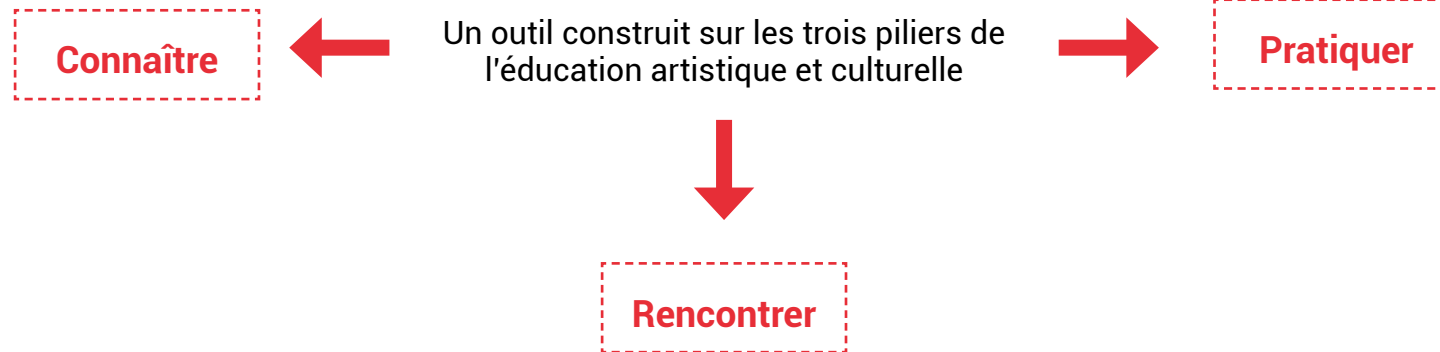 Connaître
Un outil construit sur les trois piliers de
l'éducation artistique et culturelle
Pratiquer
Rencontrer